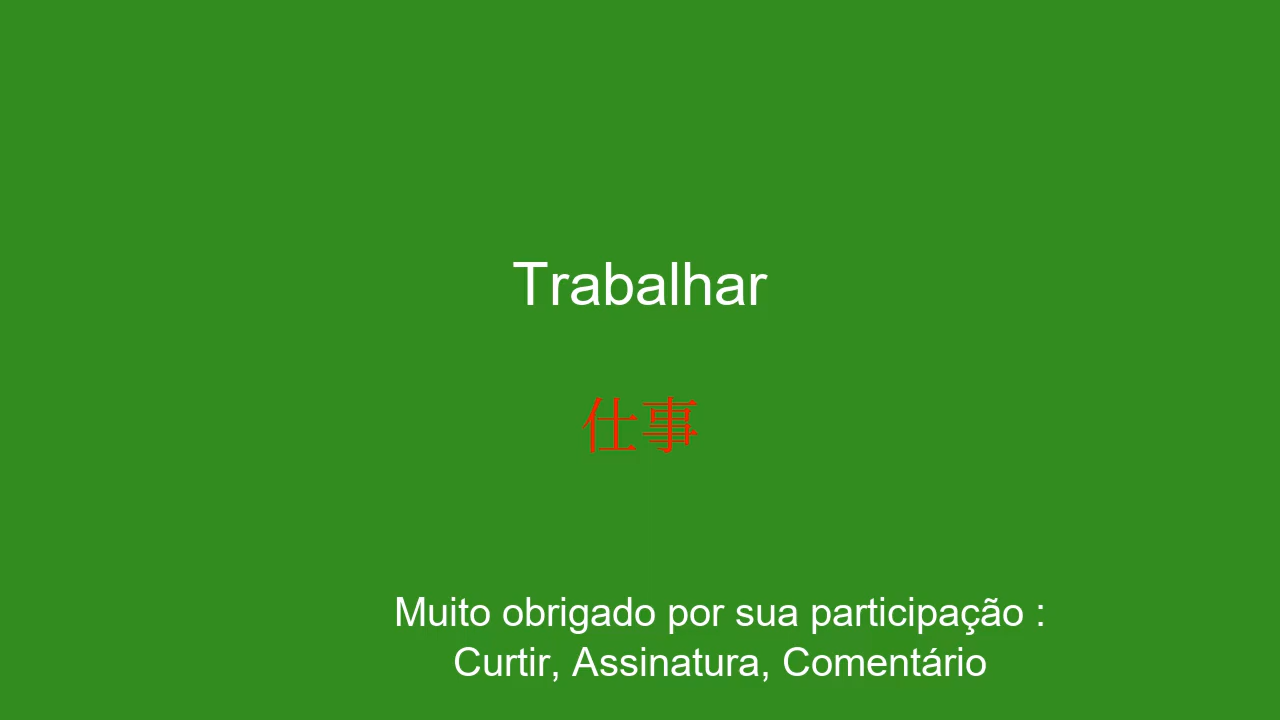 Trabalhar
仕事
Muito obrigado por sua participação :
Curtir, Assinatura, Comentário